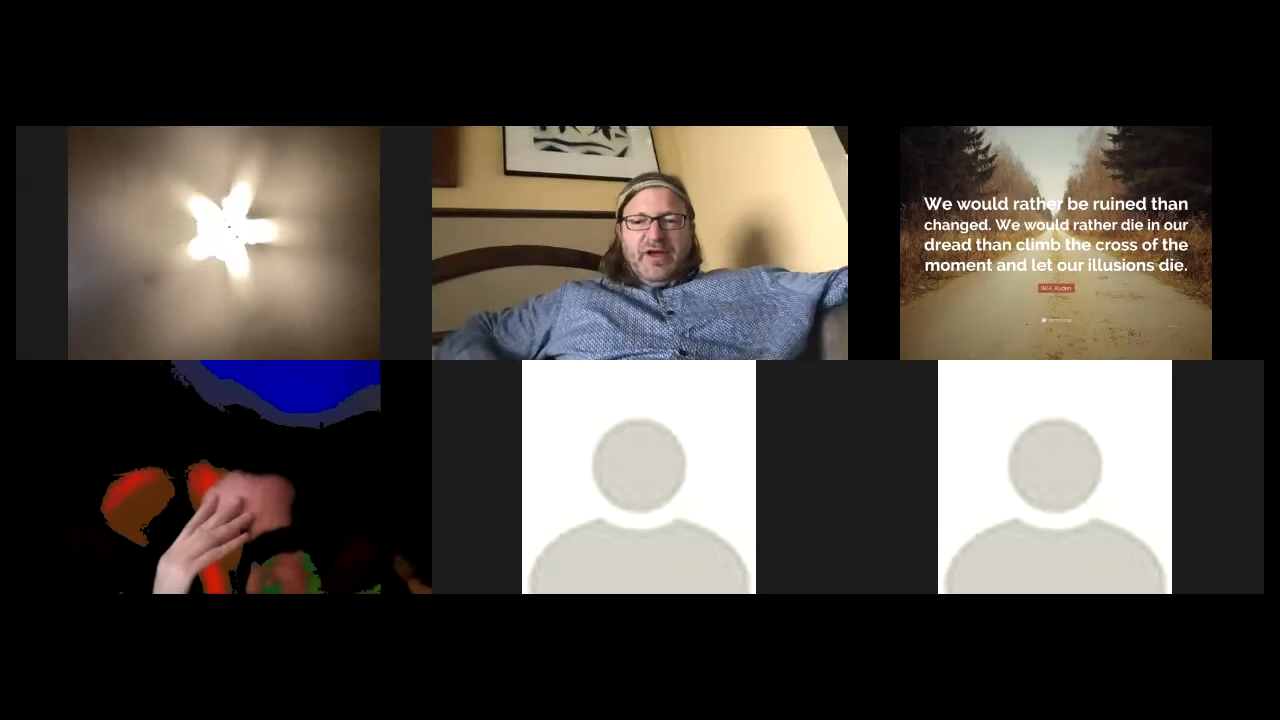 We would rather be ruined than
changed. We would rather die in our
dread than climb the cross of the
moment and let our illusions die.
W.H. Auden